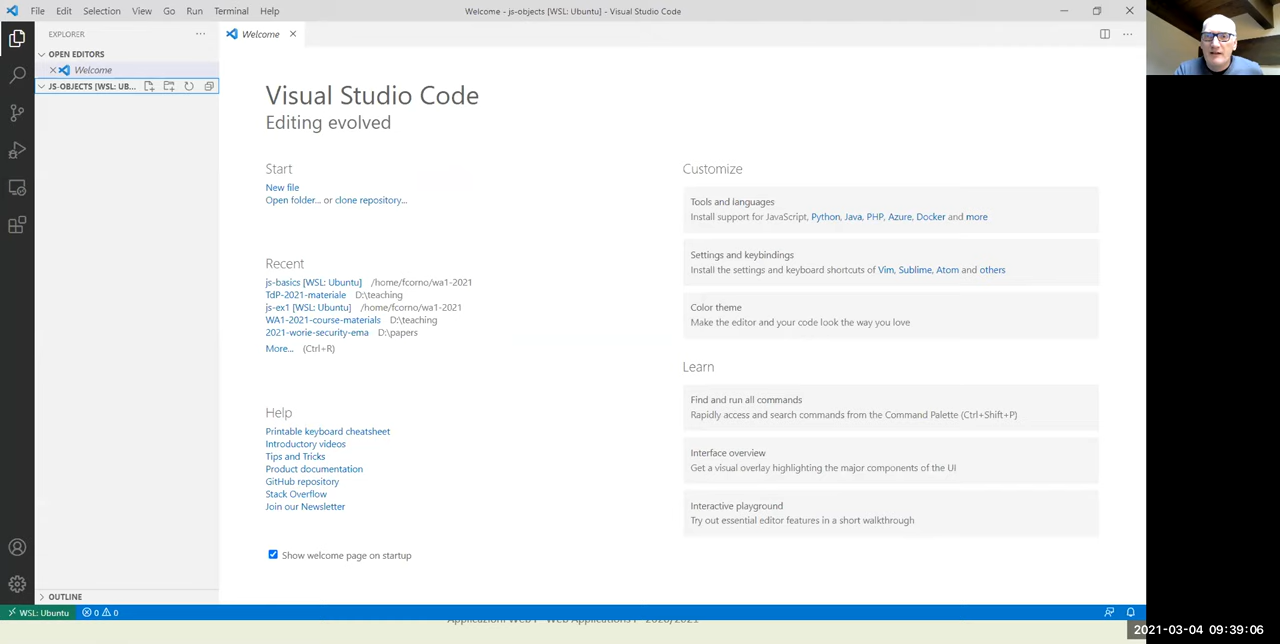 File Edit Selection View Go Run Terminal Help
Welcome - js-objects [WSL: Ubuntu] - Visual Studio Code
EXPLORER
OPEN EDITORS
Welcome
JS-OBJECTS [WSL: UB...
OUTLINE
Welcome
Visual Studio Code
Editing evolved
Start
New file
Open folder... or clone repository...
Recent
js-basics [WSL: Ubuntu] /home/fcorno/wa1-2021
TdP-2021-materiale D:\teaching
js-ex1 [WSL: Ubuntu] /home/fcorno/wa1-2021
WA1-2021-course-materials D:\teaching
2021-worie-security-ema D:\papers
More... (Ctrl+R)
Help
Printable keyboard cheatsheet
Introductory videos
Tips and Tricks
Product documentation
GitHub repository
Stack Overflow
Join our Newsletter
Show welcome page on startup
Customize
Tools and languages
Install support for JavaScript, Python, Java, PHP, Azure, Docker and more
Settings and keybindings
Install the settings and keyboard shortcuts of Vim, Sublime, Atom and others
Color theme
Make the editor and your code look the way you love
Learn
Find and run all commands
Rapidly access and search commands from the Command Palette (Ctrl+Shift+P)
Interface overview
Get a visual overlay highlighting the major components of the UI
Interactive playground
Try out essential editor features in a short walkthrough
WSL: Ubuntu 0 0
Applicazioni Web I - Web Applications I - 2020/2021
2021-03-04 09:39:06